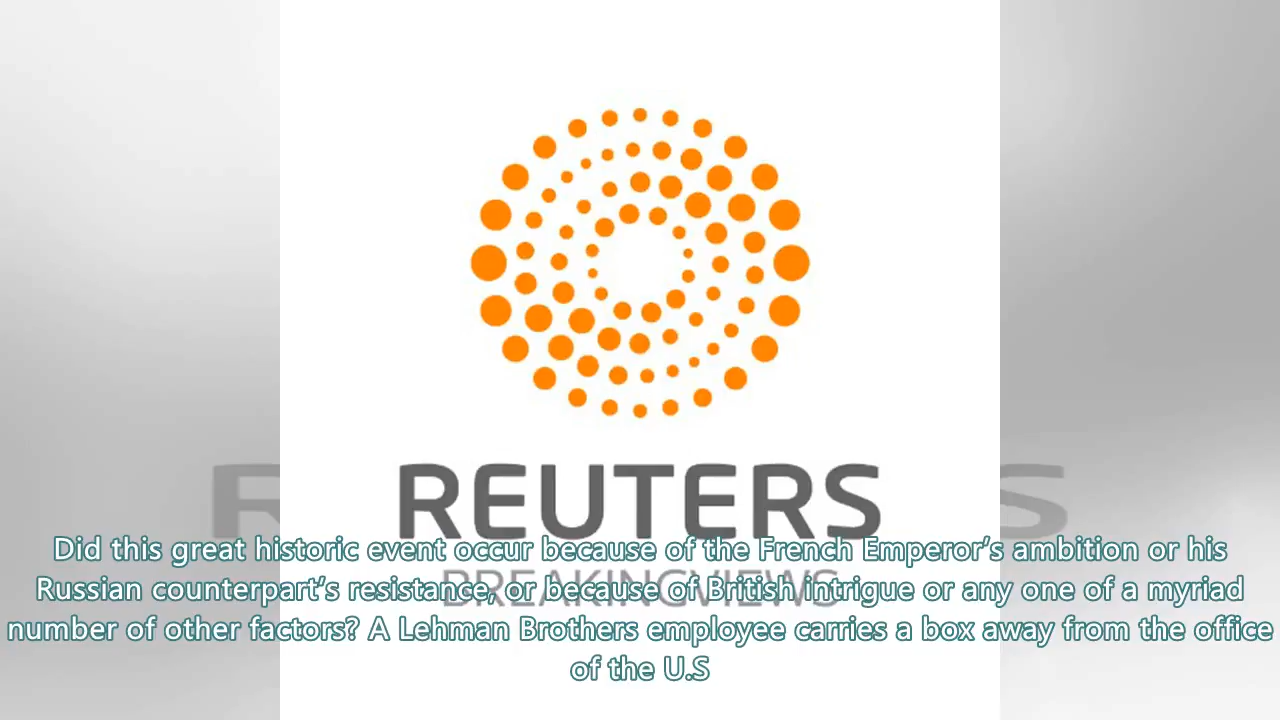 REUTERS
BREAKINGVIEWS
Did this great historic event occur because of the French Emperor’s ambition or his
Russian counterpart’s resistance, or because of British intrigue or any one of a myriad
number of other factors? A Lehman Brothers employee carries a box away from the office
of the U.S